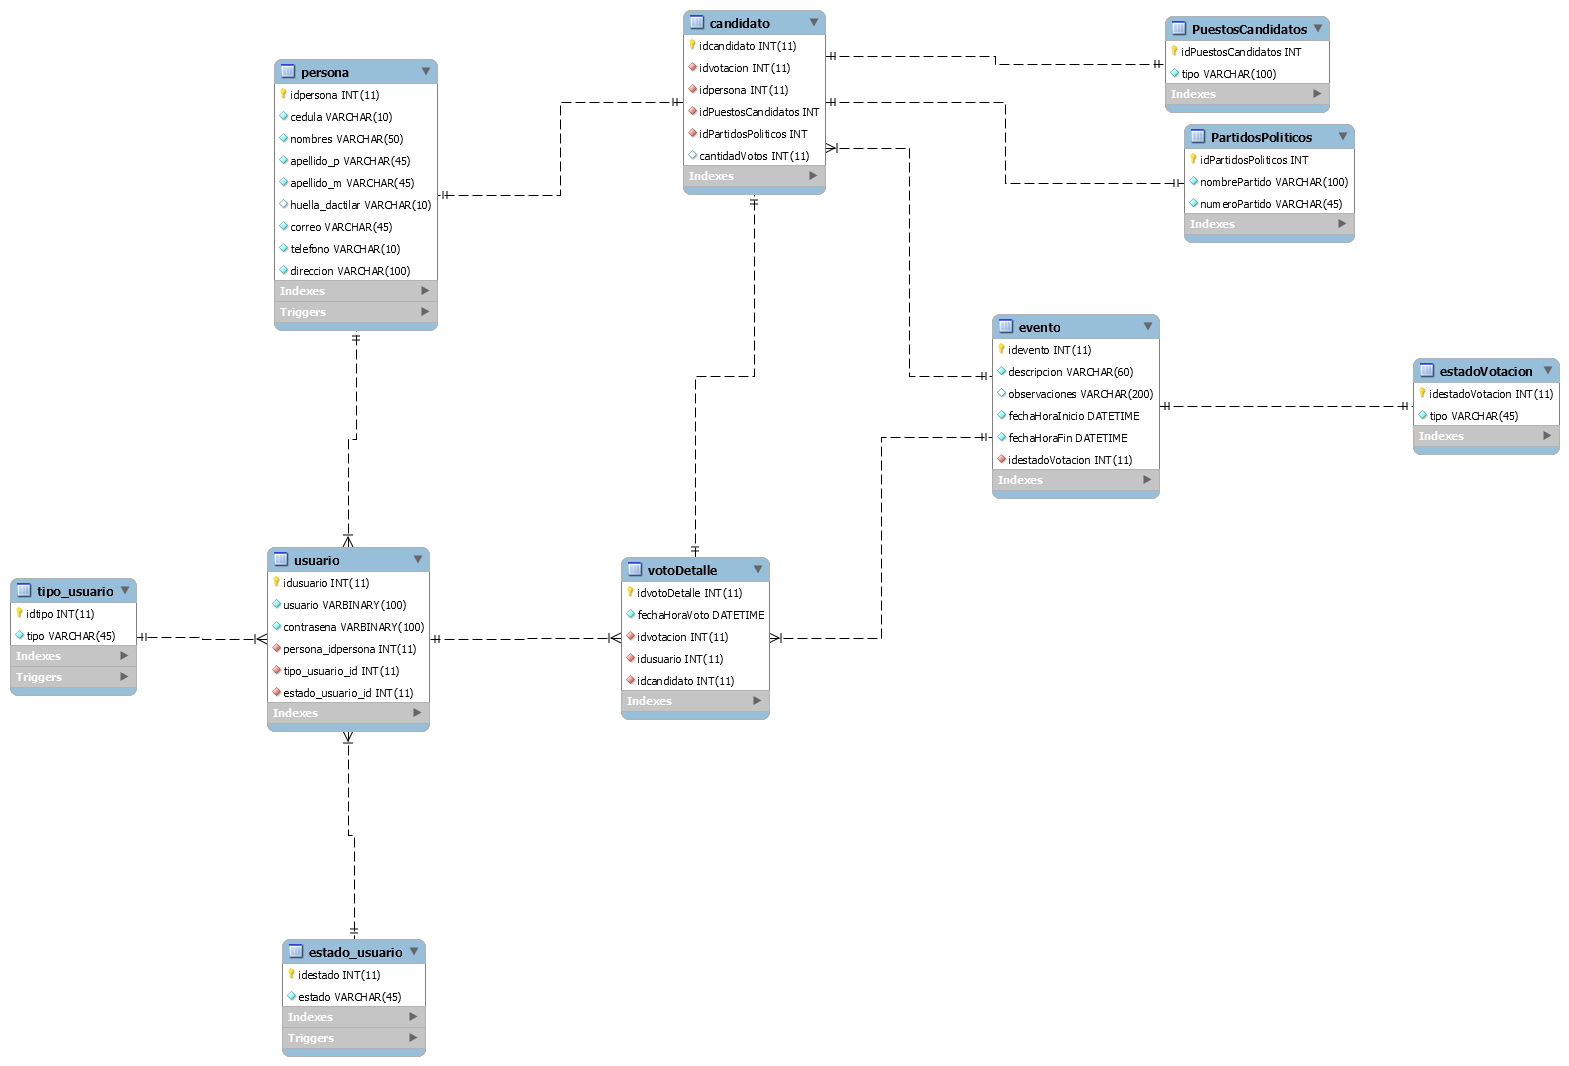 candidato
idcandidato INT(11)
idvotacion INT(11)
idpersona INT(11)
idPuestosCandidatos INT
idPartidosPoliticos INT
cantidadVotos INT(11)
Indexes
PuestosCandidatos
idPuestosCandidatos INT
tipo VARCHAR(100)
Indexes
persona
idpersona INT(11)
cedula VARCHAR(10)
nombres VARCHAR(50)
apellido_p VARCHAR(45)
apellido_m VARCHAR(45)
huella_dactilar VARCHAR(10)
correo VARCHAR(45)
telefono VARCHAR(10)
direccion VARCHAR(100)
Indexes
Triggers
PartidosPoliticos
idPartidosPoliticos INT
nombrePartido VARCHAR(100)
numeroPartido VARCHAR(45)
Indexes
evento
idevento INT(11)
descripcion VARCHAR(60)
observaciones VARCHAR(200)
fechaHoraInicio DATETIME
fechaHoraFin DATETIME
idestadoVotacion INT(11)
Indexes
estadoVotacion
idestadoVotacion INT(11)
tipo VARCHAR(45)
Indexes
tipo_usuario
idtipo INT(11)
tipo VARCHAR(45)
Indexes
Triggers
usuario
idusuario INT(11)
usuario VARBINARY(100)
contrasena VARBINARY(100)
persona_idpersona INT(11)
tipo_usuario_id INT(11)
estado_usuario_id INT(11)
Indexes
votoDetalle
idvotoDetalle INT(11)
fechaHoraVoto DATETIME
idvotacion INT(11)
idusuario INT(11)
idcandidato INT(11)
Indexes
estado_usuario
idestado INT(11)
estado VARCHAR(45)
Indexes
Triggers